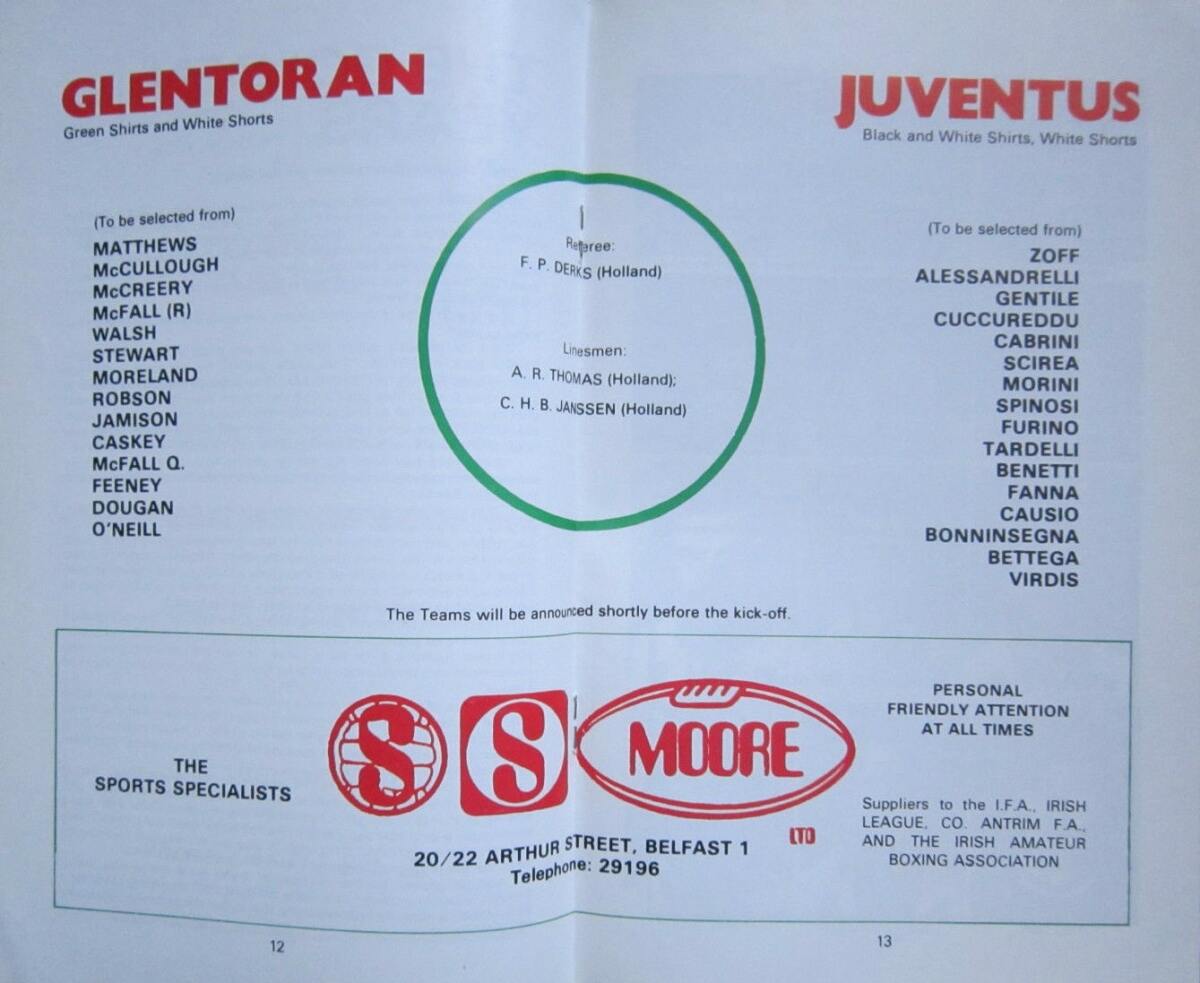 GLENTORAN
Green Shirts and White Shorts
(To be selected from)
MATTHEWS
McCULLOUGH
McCREERY
McFALL (R)
WALSH
STEWART
MORELAND
ROBSON
JAMISON
CASKEY
McFALL Q.
FEENEY
DOUGAN
O'NEILL
Referee:
F. P. DERKS (Holland)
Linesmen:
A. R. THOMAS (Holland);
C. H. B. JANSSEN (Holland)
JUVENTUS
Black and White Shirts, White Shorts
(To be selected from)
ZOFF
ALESSANDRELLI
GENTILE
CUCCUREDDU
CABRINI
SCIREA
MORINI
SPINOSI
FURINO
TARDELLI
BENETTI
FANNA
CAUSIO
BONNINSEGNA
BETTEGA
VIRDIS
The Teams will be announced shortly before the kick-off.
THE
SPORTS SPECIALISTS
S S MOORE
LTD
20/22 ARTHUR STREET, BELFAST 1
Telephone: 29196
PERSONAL
FRIENDLY ATTENTION
AT ALL TIMES
Suppliers to the I.F.A., IRISH
LEAGUE, CO. ANTRIM F.A.,
AND THE IRISH AMATEUR
BOXING ASSOCIATION
12
13